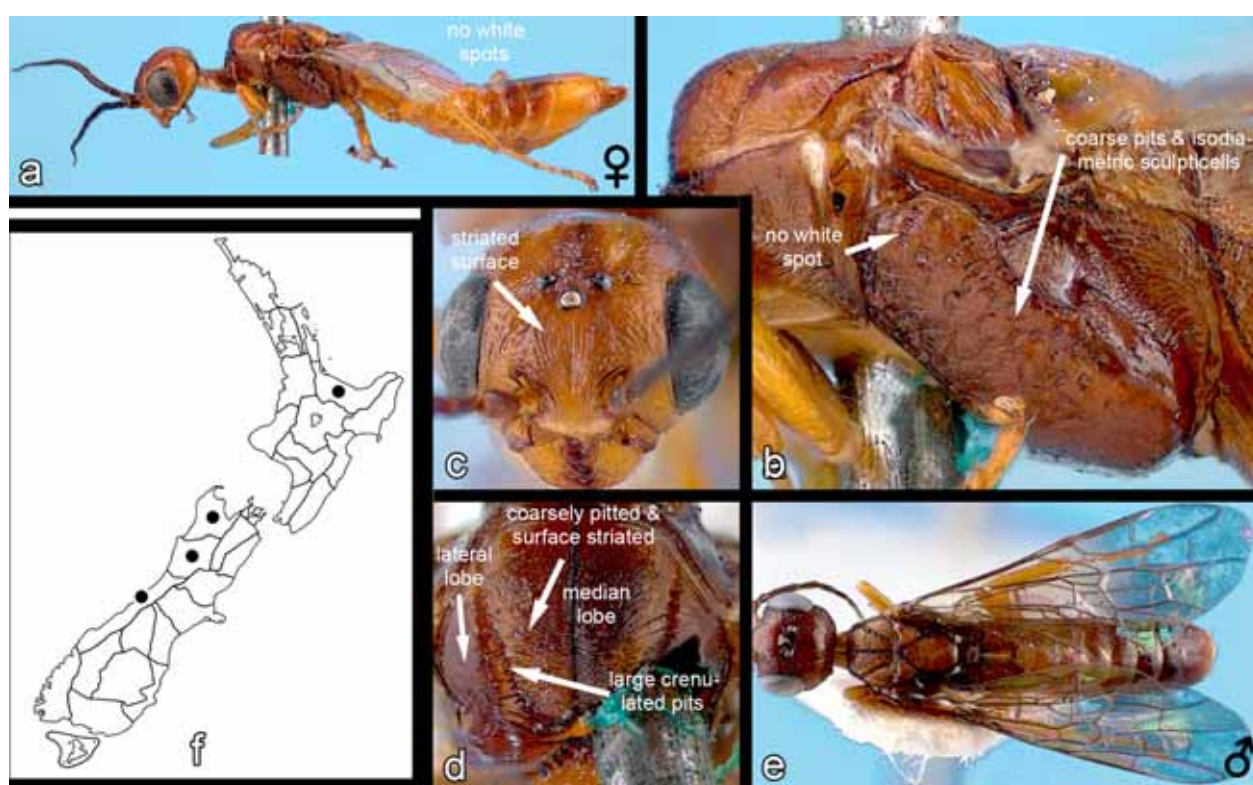 no white
spots
a
♀
coarse pits & isodia-
metric sculpticells
no white
spot
b
striated
surface
c
coarsely pitted &
surface striated
lateral
lobe
median
lobe
large crenu-
lated pits
d
e
♂
f